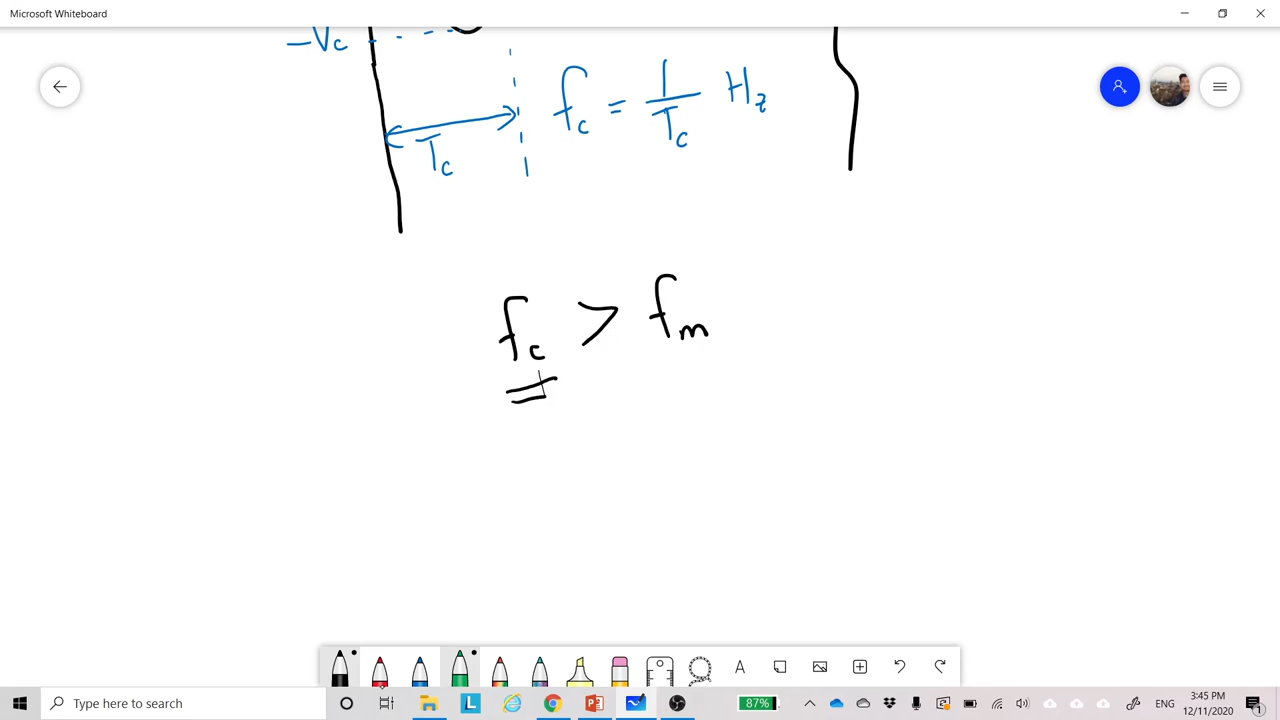 Microsoft Whiteboard
-Vc
fc = 1/Tc Hz
Tc
fc > fm
A
Type here to search
L
87%
ENG
3:45 PM
12/11/2020
1